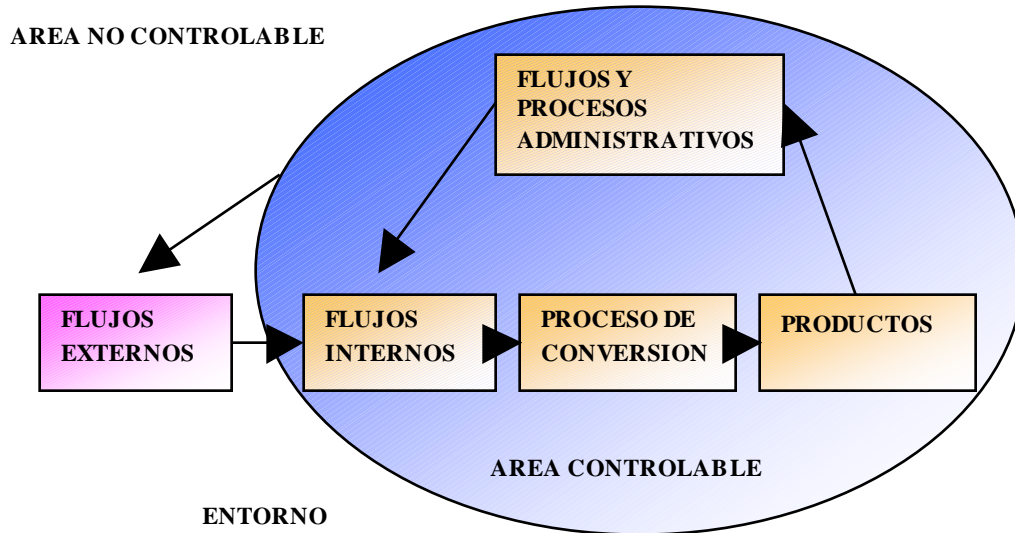 AREA NO CONTROLABLE
FLUJOS Y
PROCESOS
ADMINISTRATIVOS
FLUJOS
EXTERNOS
FLUJOS
INTERNOS
PROCESO DE
CONVERSION
PRODUCTOS
AREA CONTROLABLE
ENTORNO